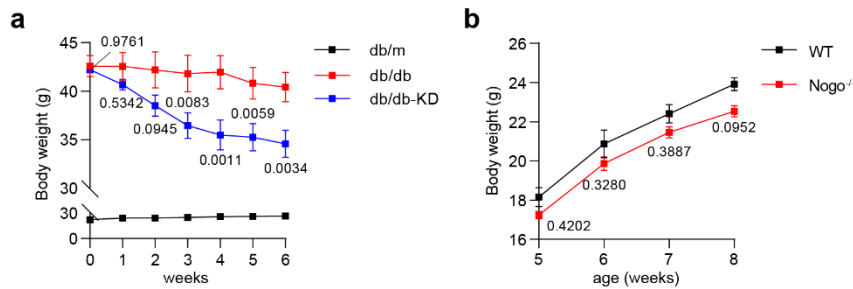 a
Body weight (g)
45
40
35
30
30
0
0.9761
0.5342
0.0945
0.0083
0.0011
0.0059
0.0034
0 1 2 3 4 5 6
weeks
db/m
db/db
db/db-KD
b
Body weight (g)
26
24
22
20
18
16
0.4202
0.3280
0.3887
0.0952
5 6 7 8
age (weeks)
WT
Nogo-/-